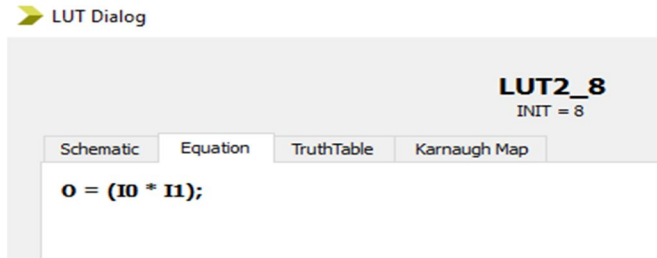 LUT Dialog
LUT2_8
INIT = 8
Schematic Equation TruthTable Karnaugh Map
O = (I0 * I1);